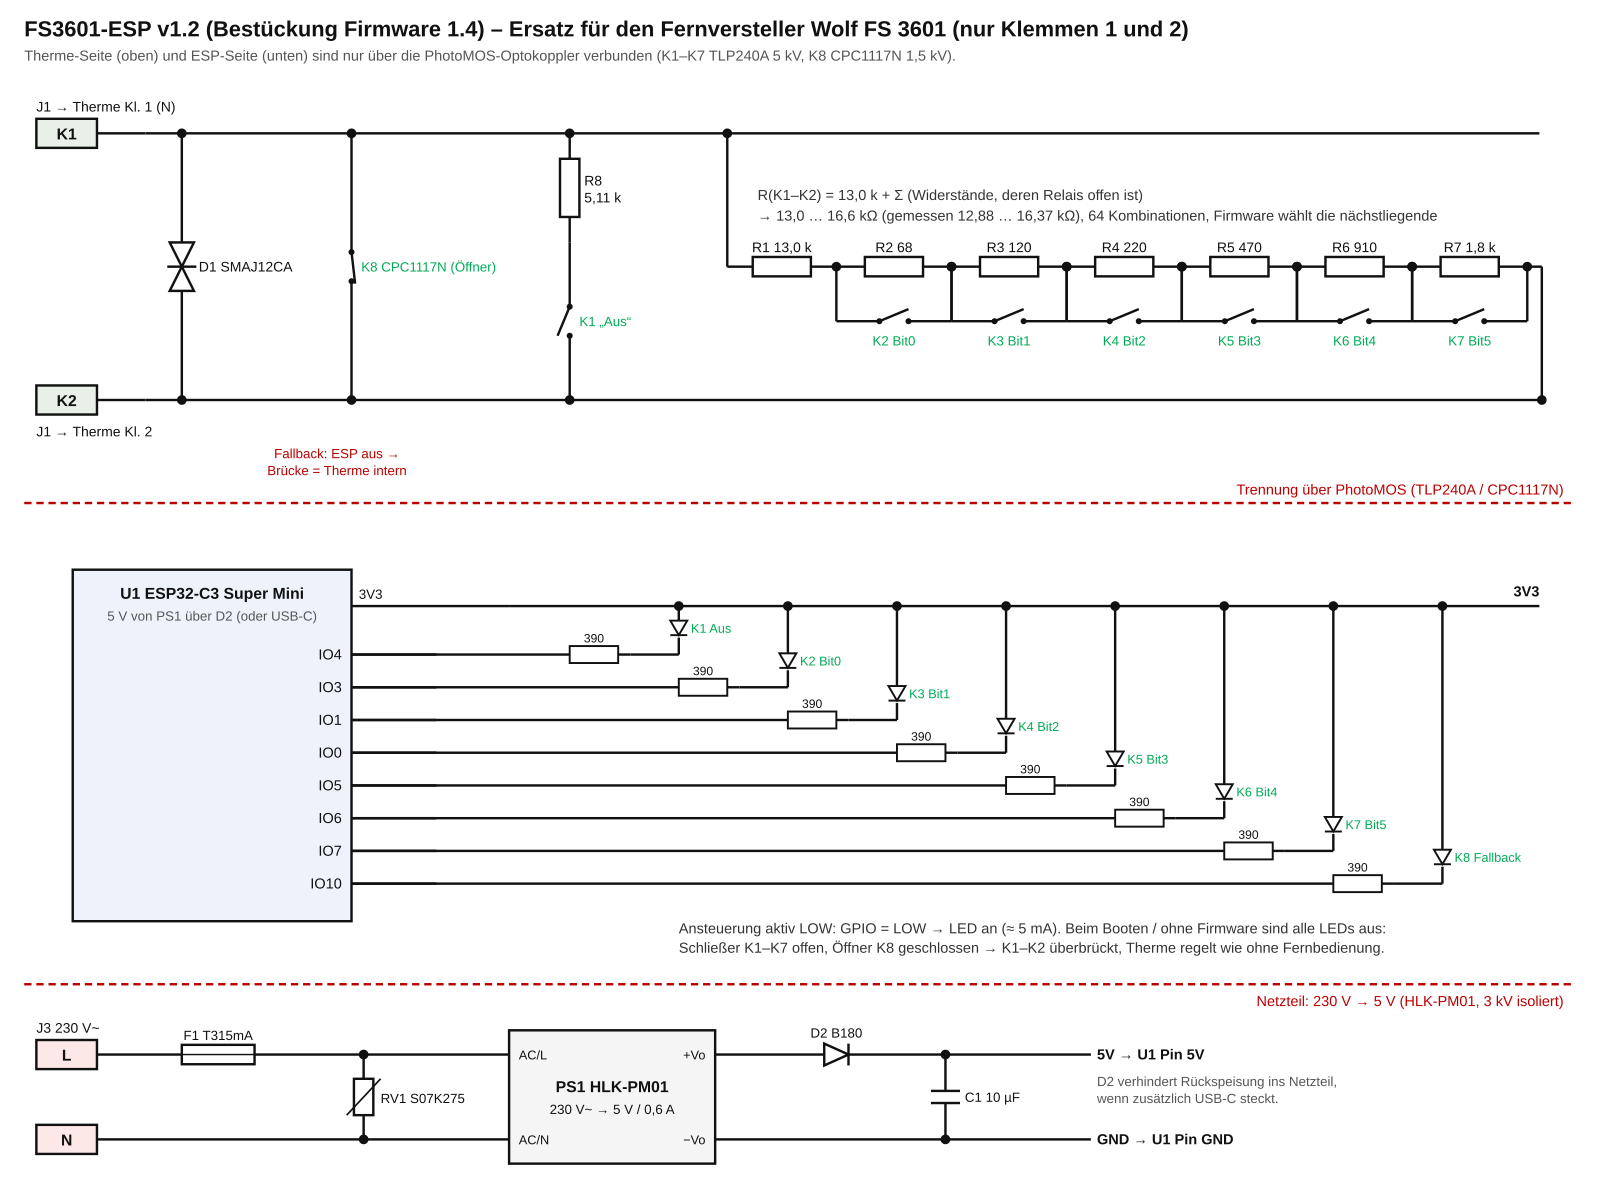 FS3601-ESP v1.2 (Bestückung Firmware 1.4) – Ersatz für den Fernversteller Wolf FS 3601 (nur Klemmen 1 und 2)
Therme-Seite (oben) und ESP-Seite (unten) sind nur über die PhotoMOS-Optokoppler verbunden (K1–K7 TLP240A 5 kV, K8 CPC1117N 1,5 kV).
J1 → Therme Kl. 1 (N)
K1
R8
5,11 k
R(K1–K2) = 13,0 k + Σ (Widerstände, deren Relais offen ist)
→ 13,0 … 16,6 kΩ (gemessen 12,88 … 16,37 kΩ), 64 Kombinationen, Firmware wählt die nächstliegende
R1 13,0 k
R2 68
R3 120
R4 220
R5 470
R6 910
R7 1,8 k
D1 SMAJ12CA
K8 CPC1117N (Öffner)
K1 „Aus“
K2 Bit0
K3 Bit1
K4 Bit2
K5 Bit3
K6 Bit4
K7 Bit5
K2
J1 → Therme Kl. 2
Fallback: ESP aus →
Brücke = Therme intern
Trennung über PhotoMOS (TLP240A / CPC1117N)
U1 ESP32-C3 Super Mini
5 V von PS1 über D2 (oder USB-C)
3V3
3V3
IO4
390
K1 Aus
IO3
390
K2 Bit0
IO1
390
K3 Bit1
IO0
390
K4 Bit2
IO5
390
K5 Bit3
IO6
390
K6 Bit4
IO7
390
K7 Bit5
IO10
390
K8 Fallback
Ansteuerung aktiv LOW: GPIO = LOW → LED an (≈ 5 mA). Beim Booten / ohne Firmware sind alle LEDs aus:
Schließer K1–K7 offen, Öffner K8 geschlossen → K1–K2 überbrückt, Therme regelt wie ohne Fernbedienung.
Netzteil: 230 V → 5 V (HLK-PM01, 3 kV isoliert)
J3 230 V~
L
F1 T315mA
RV1 S07K275
N
AC/L
+Vo
PS1 HLK-PM01
230 V~ → 5 V / 0,6 A
AC/N
−Vo
D2 B180
C1 10 µF
5V → U1 Pin 5V
D2 verhindert Rückspeisung ins Netzteil,
wenn zusätzlich USB-C steckt.
GND → U1 Pin GND